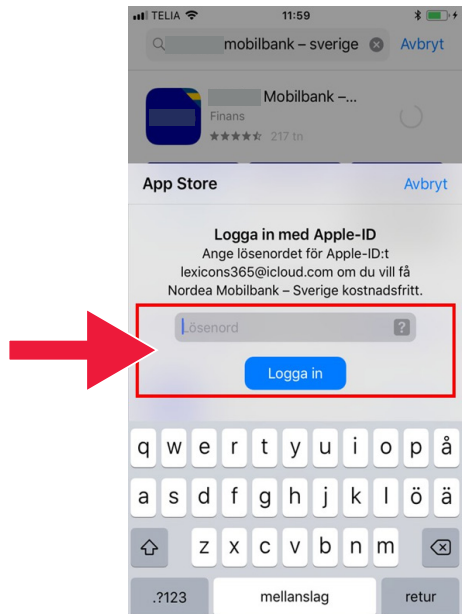 TELIA 11:59
mobilbank – sverige Avbryt
Mobilbank –...
Finans
217 tn
App Store Avbryt
Logga in med Apple-ID
Ange lösenordet för Apple-ID:t
lexicons365@icloud.com om du vill få
Nordea Mobilbank – Sverige kostnadsfritt.
Lösenord ?
Logga in
q w e r t y u i o p å
a s d f g h j k l ö ä
z x c v b n m
.?123 mellanslag retur